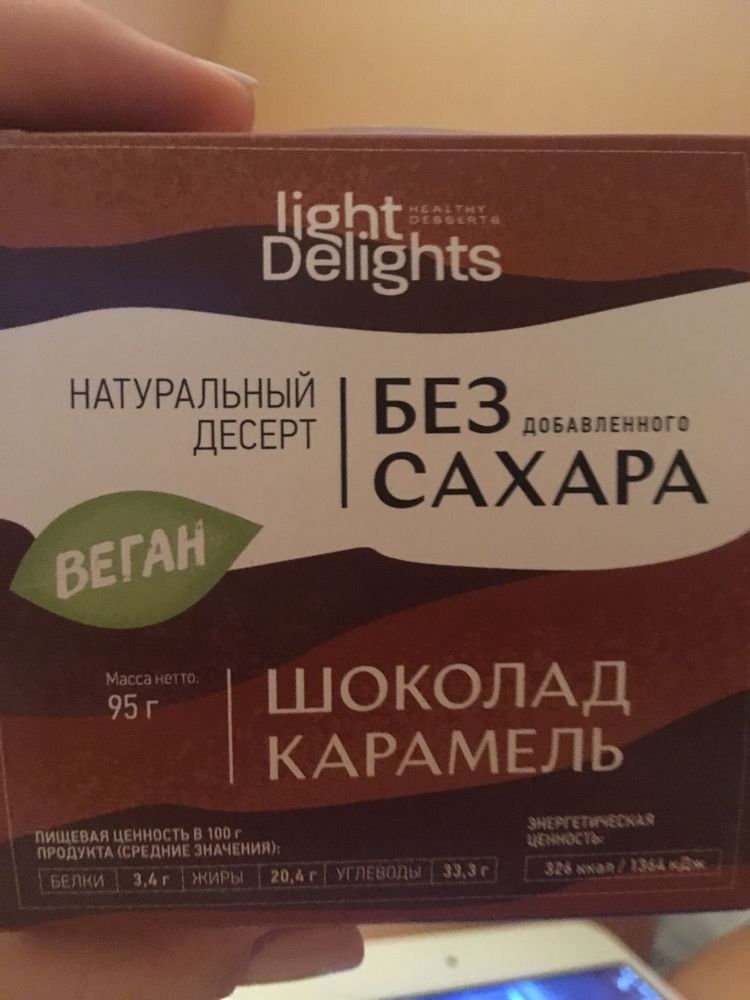 light HEALTHY
Delights DESSERTS
НАТУРАЛЬНЫЙ
ДЕСЕРТ
БЕЗ ДОБАВЛЕННОГО
САХАРА
ВЕГАН
Масса нетто:
95 г
ШОКОЛАД
КАРАМЕЛЬ
ПИЩЕВАЯ ЦЕННОСТЬ В 100 г
ПРОДУКТА (СРЕДНИЕ ЗНАЧЕНИЯ):
БЕЛКИ 3,4 г ЖИРЫ 20,4 г УГЛЕВОДЫ 33,3 г
ЭНЕРГЕТИЧЕСКАЯ
ЦЕННОСТЬ:
326 ккал / 1364 кДж